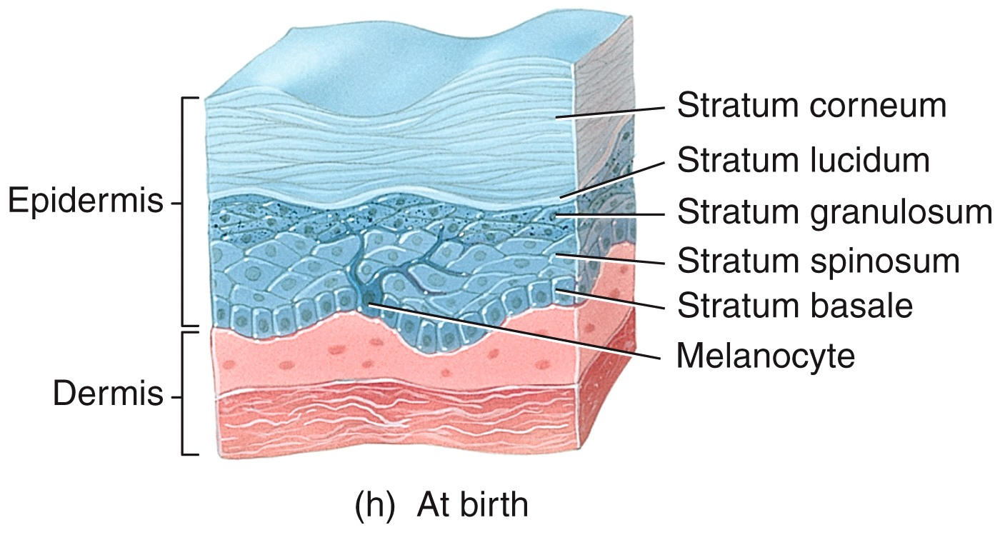 Stratum corneum
Stratum lucidum
Epidermis
Stratum granulosum
Stratum spinosum
Stratum basale
Melanocyte
Dermis
(h) At birth